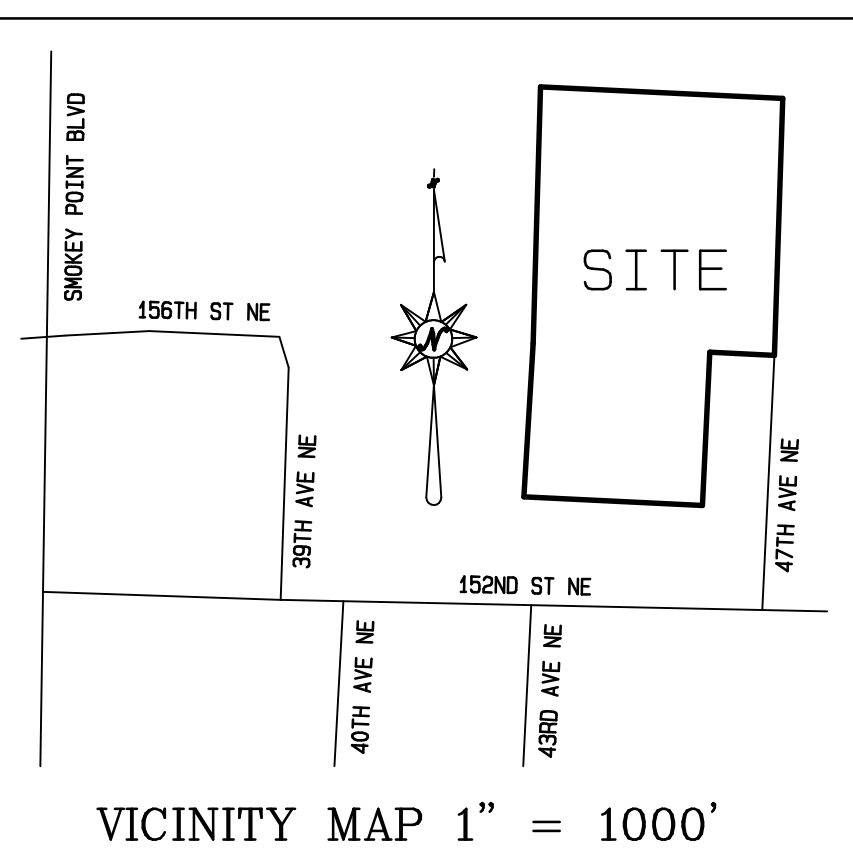 SMOKEY POINT BLVD
SITE
156TH ST NE
N
39TH AVE NE
47TH AVE NE
152ND ST NE
40TH AVE NE
43RD AVE NE
VICINITY MAP 1" = 1000'